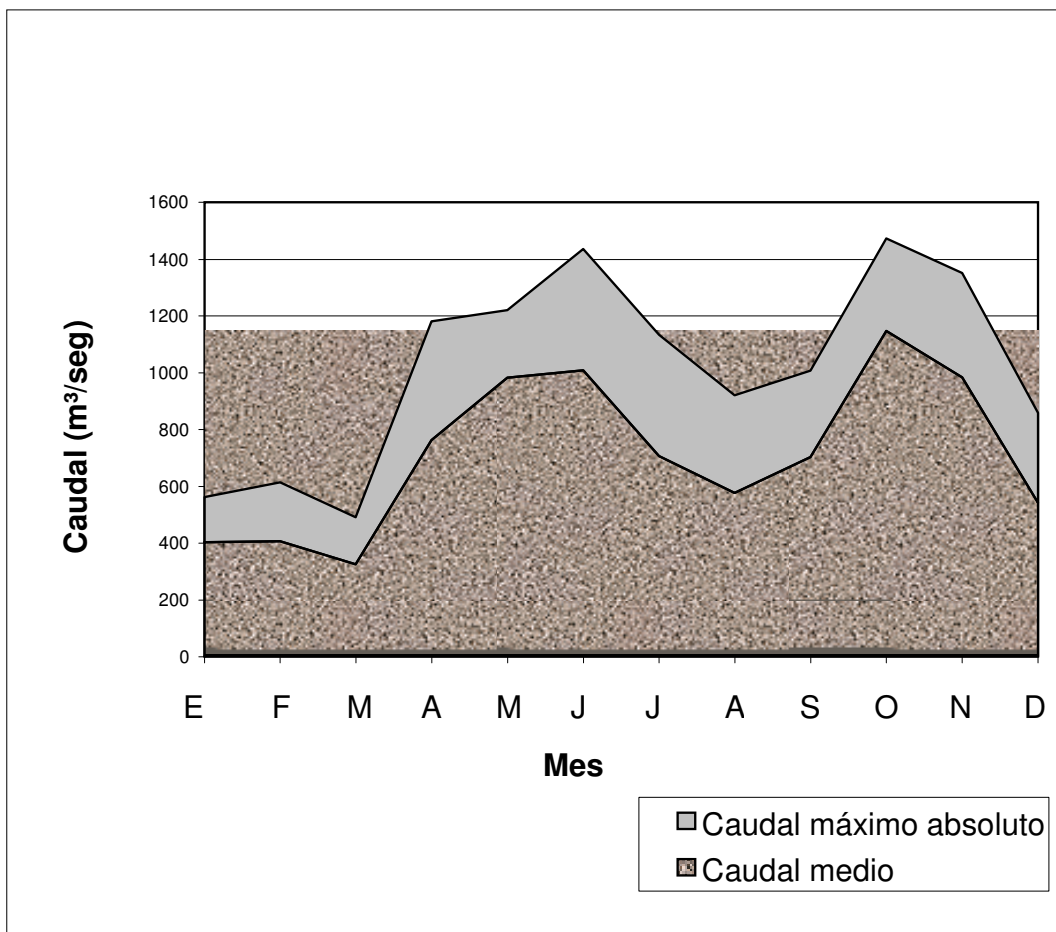 1600
1400
1200
1000
800
600
400
200
0
Caudal (m³/seg)
E F M A M J J A S O N D
Mes
Caudal máximo absoluto
Caudal medio